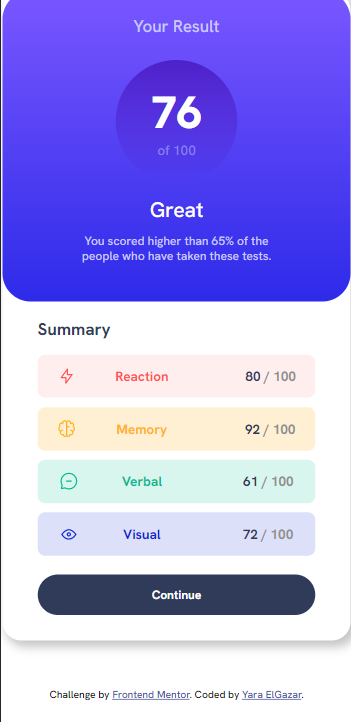 Your Result
76
of 100
Great
You scored higher than 65% of the
people who have taken these tests.
Summary
Reaction 80 / 100
Memory 92 / 100
Verbal 61 / 100
Visual 72 / 100
Continue
Challenge by Frontend Mentor. Coded by Yara ElGazar.